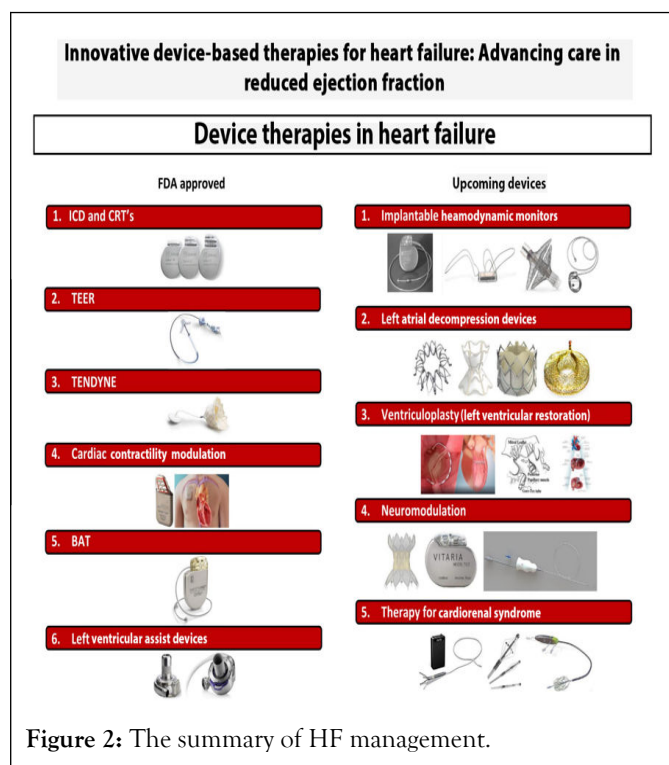 Innovative device-based therapies for heart failure: Advancing care in
reduced ejection fraction
Device therapies in heart failure
FDA approved
1. ICD and CRT's
2. TEER
3. TENDYNE
4. Cardiac contractility modulation
5. BAT
6. Left ventricular assist devices
Upcoming devices
1. Implantable heamodynamic monitors
2. Left atrial decompression devices
3. Ventriculoplasty (left ventricular restoration)
4. Neuromodulation
VITARIA
5. Therapy for cardiorenal syndrome
Figure 2: The summary of HF management.